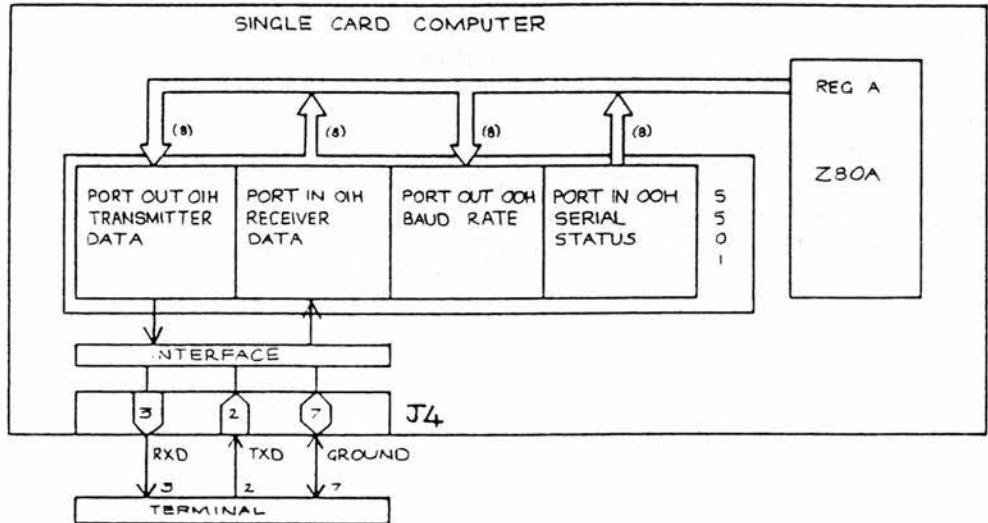 SINGLE CARD COMPUTER
REG A
Z80A
(8)
(8)
(8)
(8)
PORT OUT 01H
TRANSMITTER
DATA
PORT IN 01H
RECEIVER
DATA
PORT OUT 00H
BAUD RATE
PORT IN 00H
SERIAL
STATUS
5
5
0
1
INTERFACE
3
2
7
J4
RXD
TXD
GROUND
3
2
7
TERMINAL